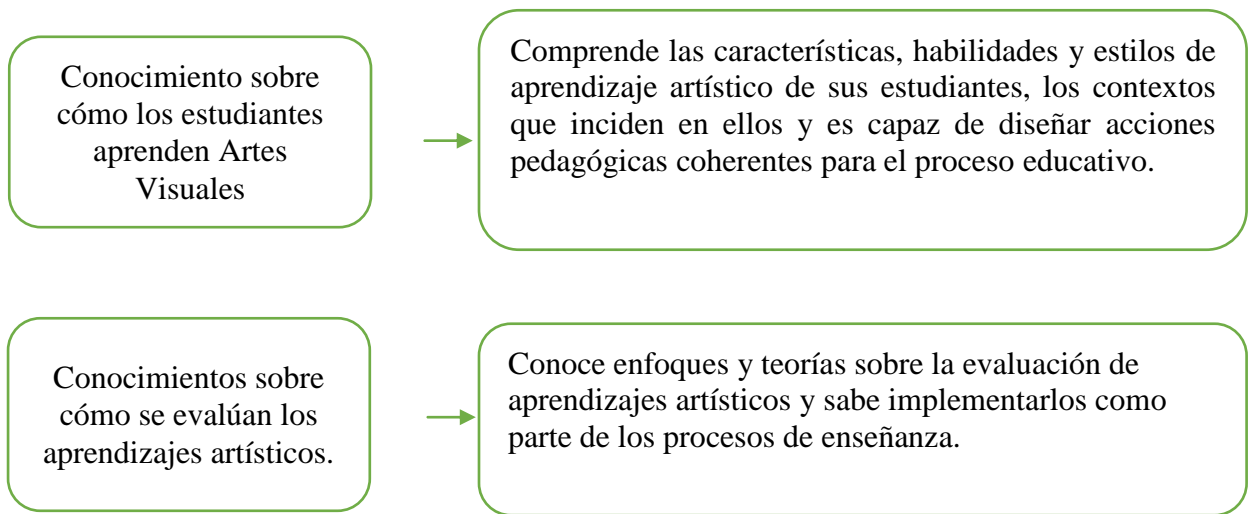 Conocimiento sobre
cómo los estudiantes
aprenden Artes
Visuales
Comprende las características, habilidades y estilos de
aprendizaje artístico de sus estudiantes, los contextos
que inciden en ellos y es capaz de diseñar acciones
pedagógicas coherentes para el proceso educativo.
Conocimientos sobre
cómo se evalúan los
aprendizajes artísticos.
Conoce enfoques y teorías sobre la evaluación de
aprendizajes artísticos y sabe implementarlos como
parte de los procesos de enseñanza.